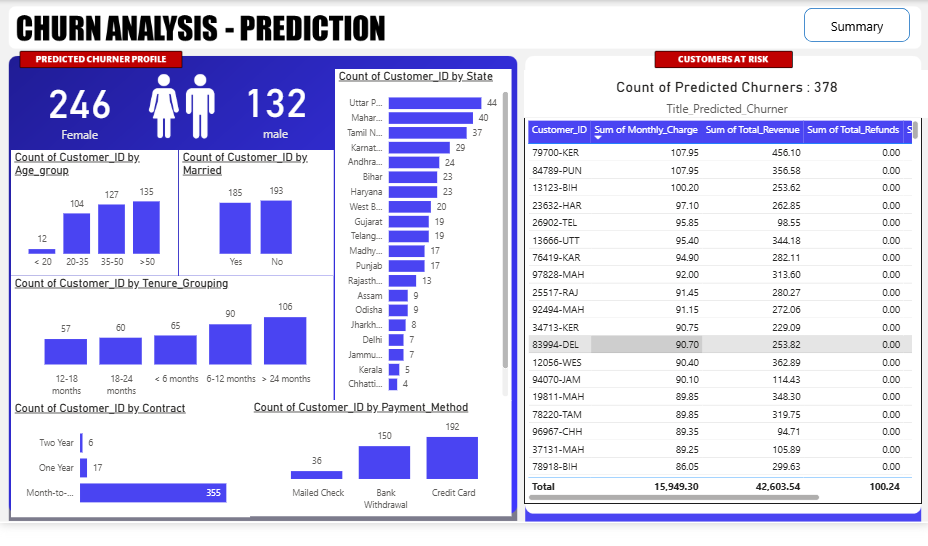 CHURN ANALYSIS - PREDICTION
Summary
PREDICTED CHURNER PROFILE
246
Female
132
male
Count of Customer_ID by
Age_group
12
104
127
135
< 20
20-35
35-50
>50
Count of Customer_ID by
Married
185
193
Yes
No
Count of Customer_ID by Tenure_Grouping
57
60
65
90
106
12-18
months
18-24
months
< 6 months
6-12 months
> 24 months
Count of Customer_ID by Contract
Two Year 6
One Year 17
Month-to-... 355
Count of Customer_ID by State
Uttar P... 44
Mahar... 40
Tamil N... 37
Karnat... 29
Andhra... 24
Bihar 23
Haryana 23
West B... 20
Gujarat 19
Telang... 19
Madhy... 17
Punjab 17
Rajasth... 13
Assam 9
Odisha 9
Jharkh... 8
Delhi 7
Jammu... 7
Kerala 5
Chhatti... 4
Count of Customer_ID by Payment_Method
36
150
192
Mailed Check
Bank
Withdrawal
Credit Card
CUSTOMERS AT RISK
Count of Predicted Churners : 378
Title_Predicted_Churner
Customer_ID Sum of Monthly_Charge Sum of Total_Revenue Sum of Total_Refunds S
79700-KER 107.95 456.10 0.00
84789-PUN 107.95 356.58 0.00
13123-BIH 100.20 253.62 0.00
23632-HAR 97.10 262.85 0.00
26902-TEL 95.85 98.55 0.00
13666-UTT 95.40 344.18 0.00
76419-KAR 94.90 282.11 0.00
97828-MAH 92.00 313.60 0.00
25517-RAJ 91.45 280.27 0.00
92494-MAH 91.15 272.06 0.00
34713-KER 90.75 229.09 0.00
83994-DEL 90.70 253.82 0.00
12056-WES 90.40 362.89 0.00
94070-JAM 90.10 114.43 0.00
19811-MAH 89.85 348.30 0.00
78220-TAM 89.85 319.75 0.00
96967-CHH 89.35 94.71 0.00
37131-MAH 89.25 105.89 0.00
78918-BIH 86.05 299.63 0.00
Total 15,949.30 42,603.54 100.24